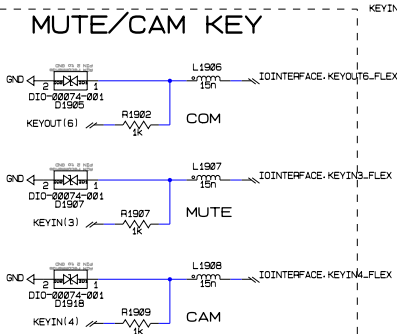 KEYIN
MUTE/CAM KEY
L1906
GND
2
1
15n
IOINTERFACE.KEYOUT6_FLEX
DIO-00074-001
D1905
R1902
KEYOUT(6)
1K
COM
L1907
GND
2
1
15n
IOINTERFACE.KEYIN3_FLEX
DIO-00074-001
D1907
R1907
KEYIN(3)
1K
MUTE
L1908
GND
2
1
15n
IOINTERFACE.KEYIN4_FLEX
DIO-00074-001
D1918
R1909
KEYIN(4)
1K
CAM